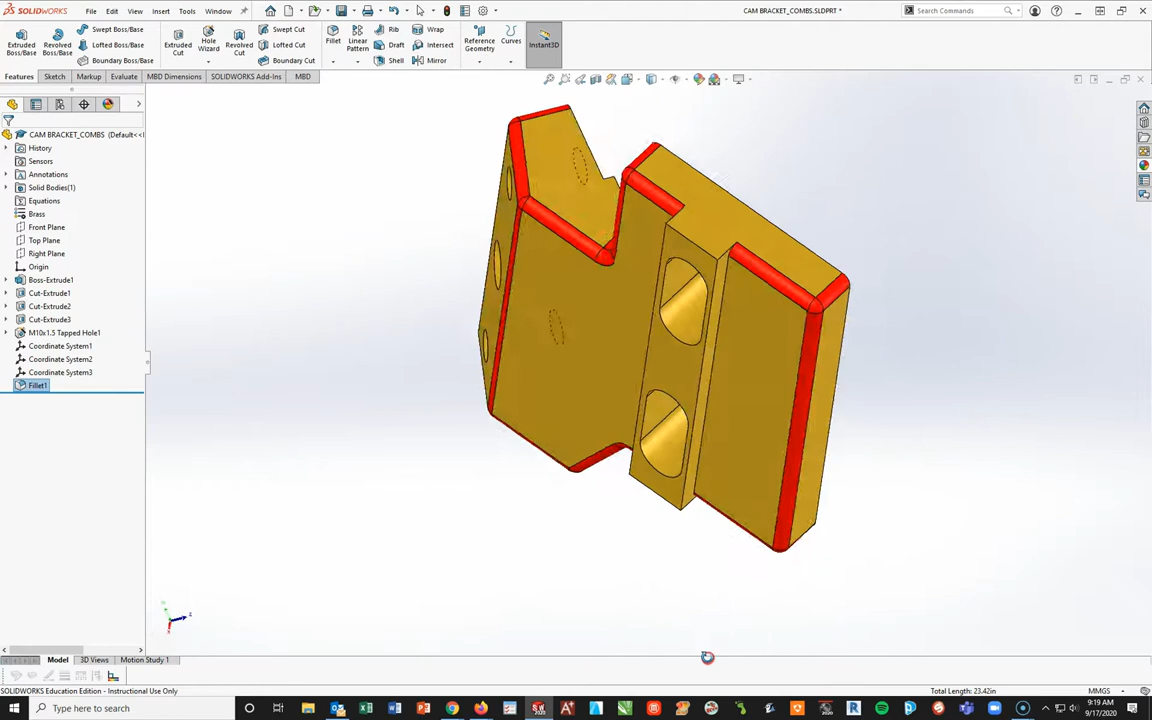 SOLIDWORKS
File
Edit
View
Insert
Tools
Window
CAM BRACKET_COMBS.SLDPRT *
Search Commands
Extruded Boss/Base
Revolved Boss/Base
Swept Boss/Base
Lofted Boss/Base
Boundary Boss/Base
Extruded Cut
Hole Wizard
Revolved Cut
Swept Cut
Lofted Cut
Boundary Cut
Fillet
Linear Pattern
Rib
Draft
Shell
Wrap
Intersect
Mirror
Reference Geometry
Curves
Instant3D
Features
Sketch
Markup
Evaluate
MBD Dimensions
SOLIDWORKS Add-Ins
MBD
CAM BRACKET_COMBS (Default<<
History
Sensors
Annotations
Solid Bodies(1)
Equations
Brass
Front Plane
Top Plane
Right Plane
Origin
Boss-Extrude1
Cut-Extrude1
Cut-Extrude2
Cut-Extrude3
M10x1.5 Tapped Hole1
Coordinate System1
Coordinate System2
Coordinate System3
Fillet1
Model
3D Views
Motion Study 1
SOLIDWORKS Education Edition - Instructional Use Only
Total Length: 23.42in
MMGS
Type here to search
9:19 AM
9/17/2020